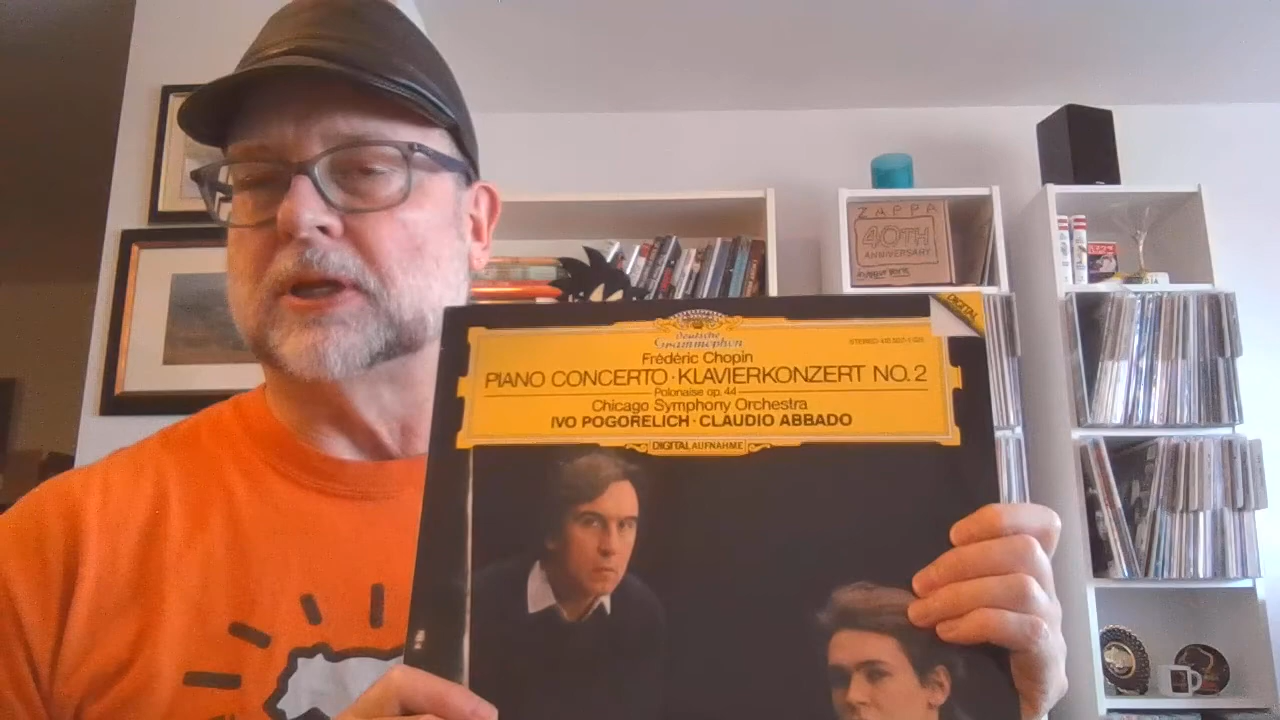 ZAPPA
40TH
ANNIVERSARY
DIGITAL
Deutsche
Grammophon
Frédéric Chopin
PIANO CONCERTO · KLAVIERKONZERT NO. 2
Polonaise op. 44
Chicago Symphony Orchestra
IVO POGORELICH · CLAUDIO ABBADO
DIGITAL AUFNAHME